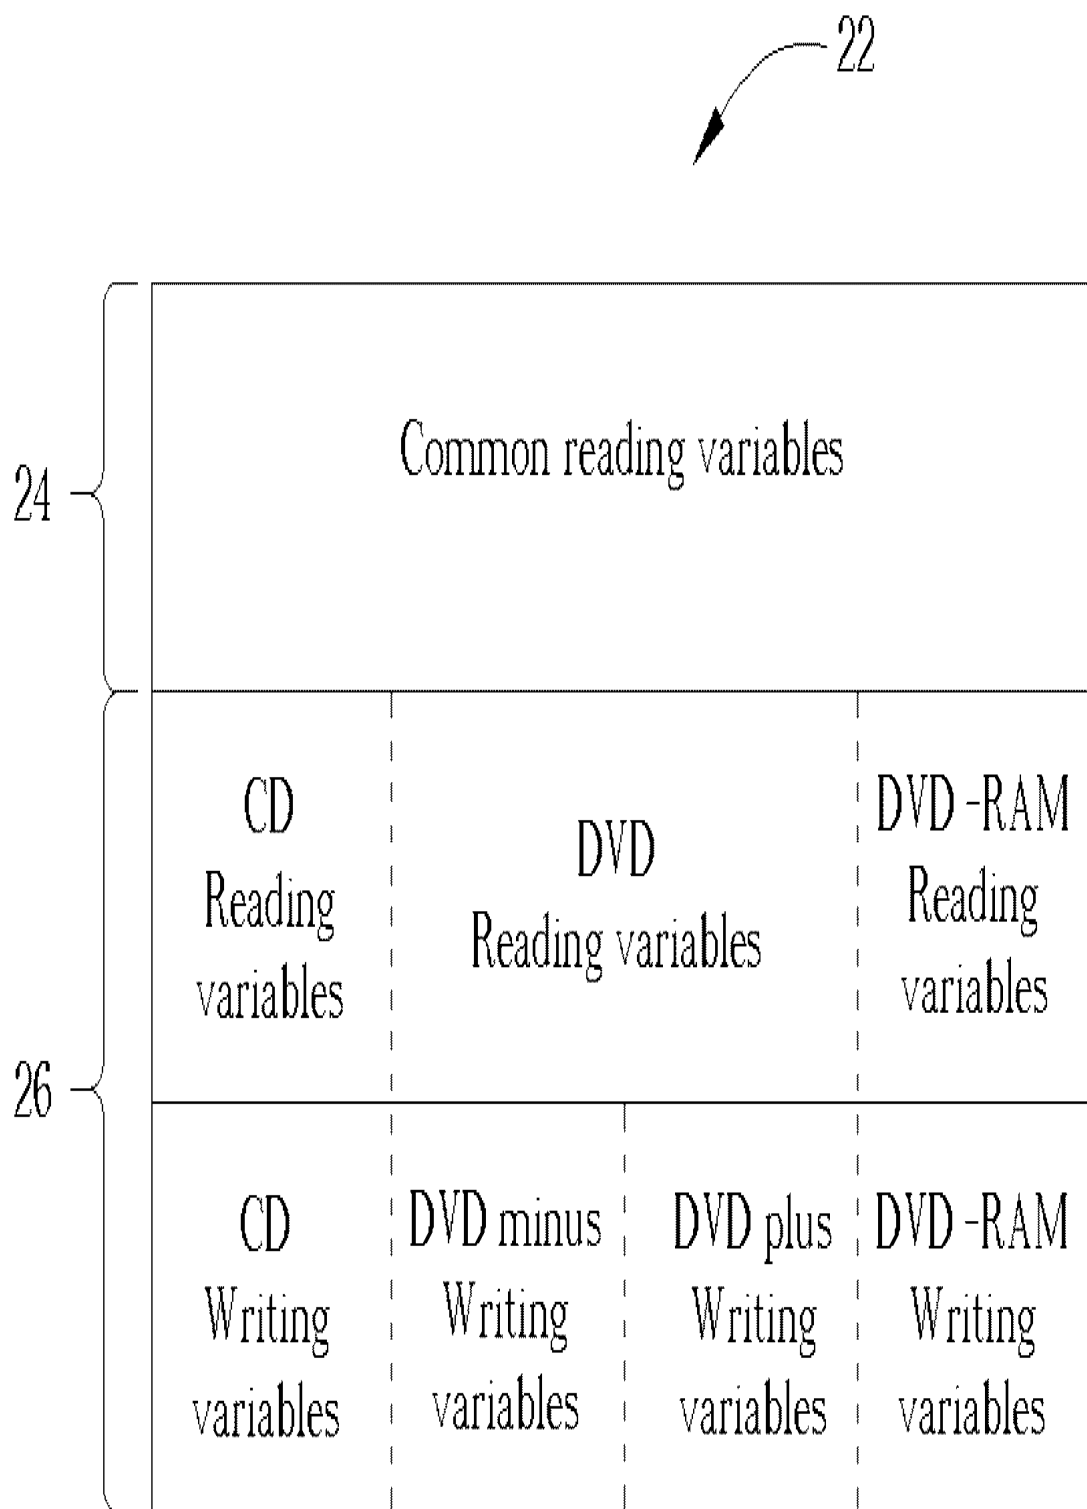 22
24
Common reading variables
26
CD
Reading
variables
DVD
Reading variables
DVD -RAM
Reading
variables
CD
Writing
variables
DVD minus
Writing
variables
DVD plus
Writing
variables
DVD -RAM
Writing
variables